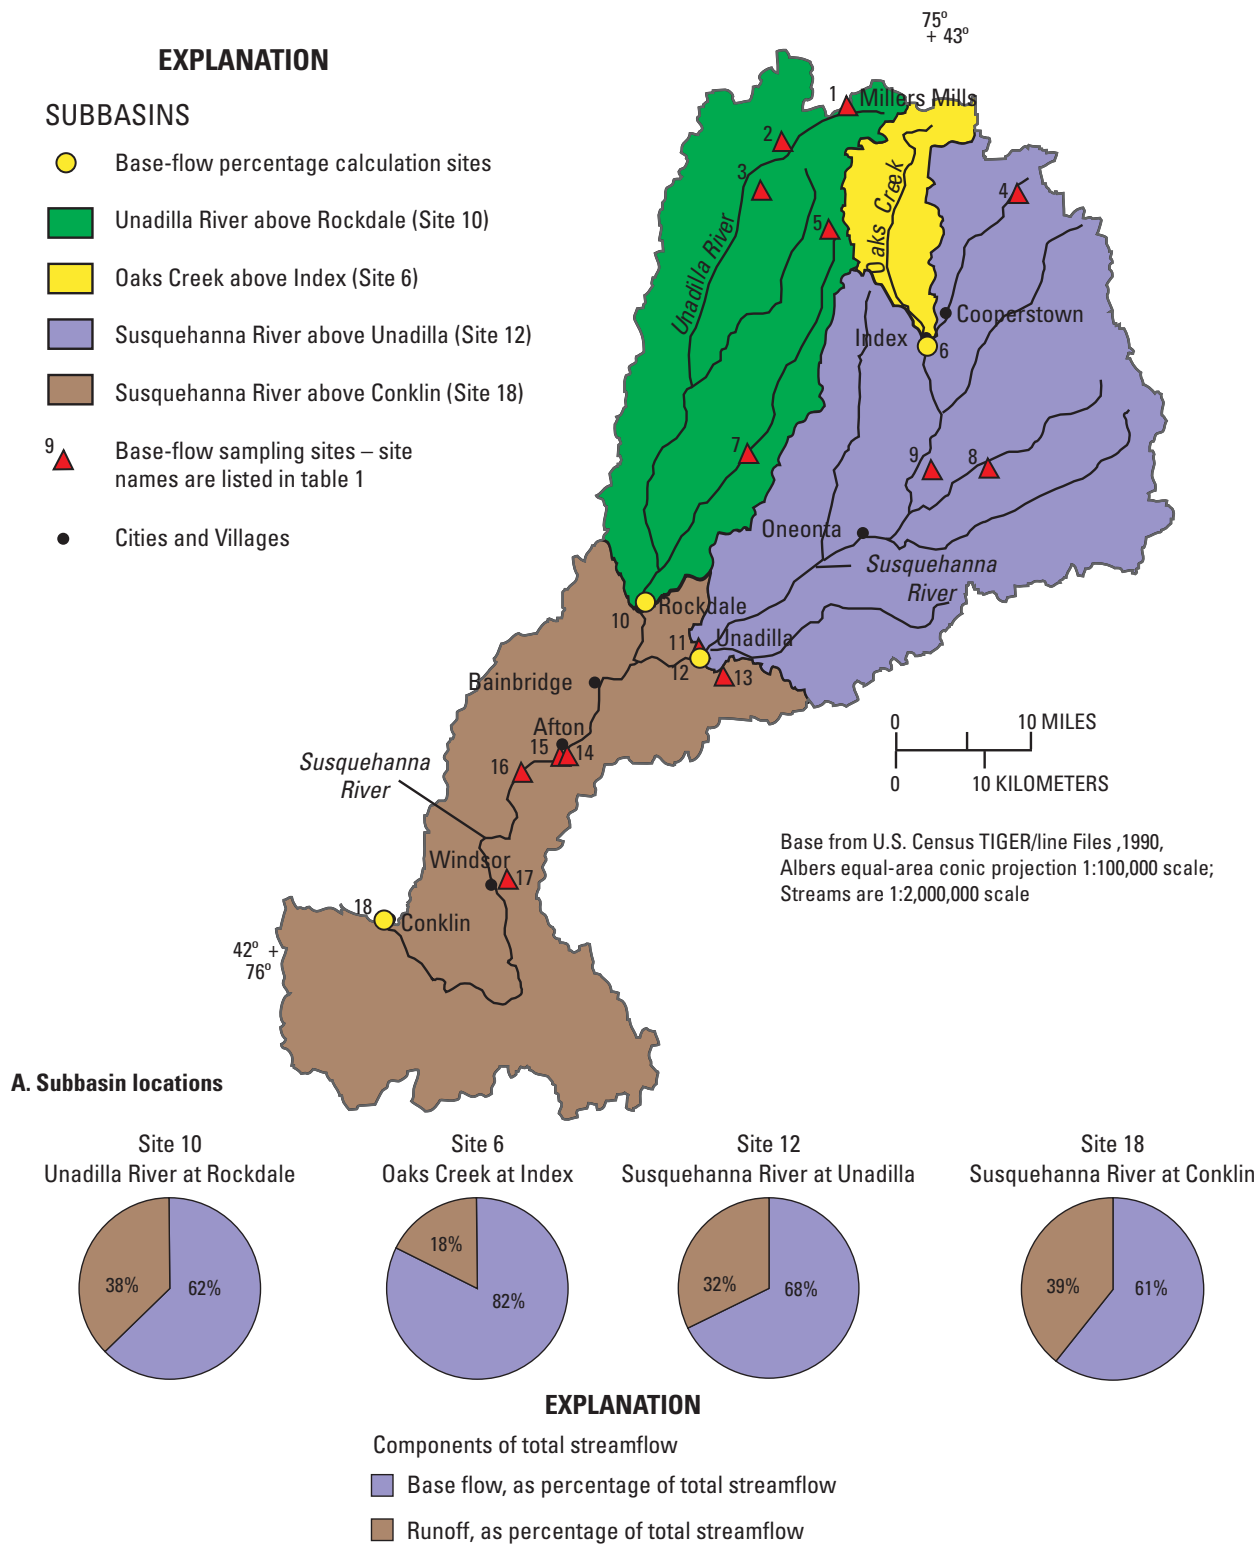 EXPLANATION
SUBBASINS
Base-flow percentage calculation sites
Unadilla River above Rockdale (Site 10)
Oaks Creek above Index (Site 6)
Susquehanna River above Unadilla (Site 12)
Susquehanna River above Conklin (Site 18)
9
Base-flow sampling sites – site
names are listed in table 1
Cities and Villages
75º
+ 43º
1
Millers Mills
2
3
4
5
Unadilla River
Oaks Creek
Cooperstown
Index
6
7
9
8
Oneonta
Susquehanna
River
Rockdale
10
11
Unadilla
12
13
Bainbridge
Afton
15
14
16
Susquehanna
River
Windsor
17
18
Conklin
42º +
76º
0
10 MILES
0
10 KILOMETERS
Base from U.S. Census TIGER/line Files ,1990,
Albers equal-area conic projection 1:100,000 scale;
Streams are 1:2,000,000 scale
A. Subbasin locations
Site 10
Unadilla River at Rockdale
38%
62%
Site 6
Oaks Creek at Index
18%
82%
Site 12
Susquehanna River at Unadilla
32%
68%
Site 18
Susquehanna River at Conklin
39%
61%
EXPLANATION
Components of total streamflow
Base flow, as percentage of total streamflow
Runoff, as percentage of total streamflow